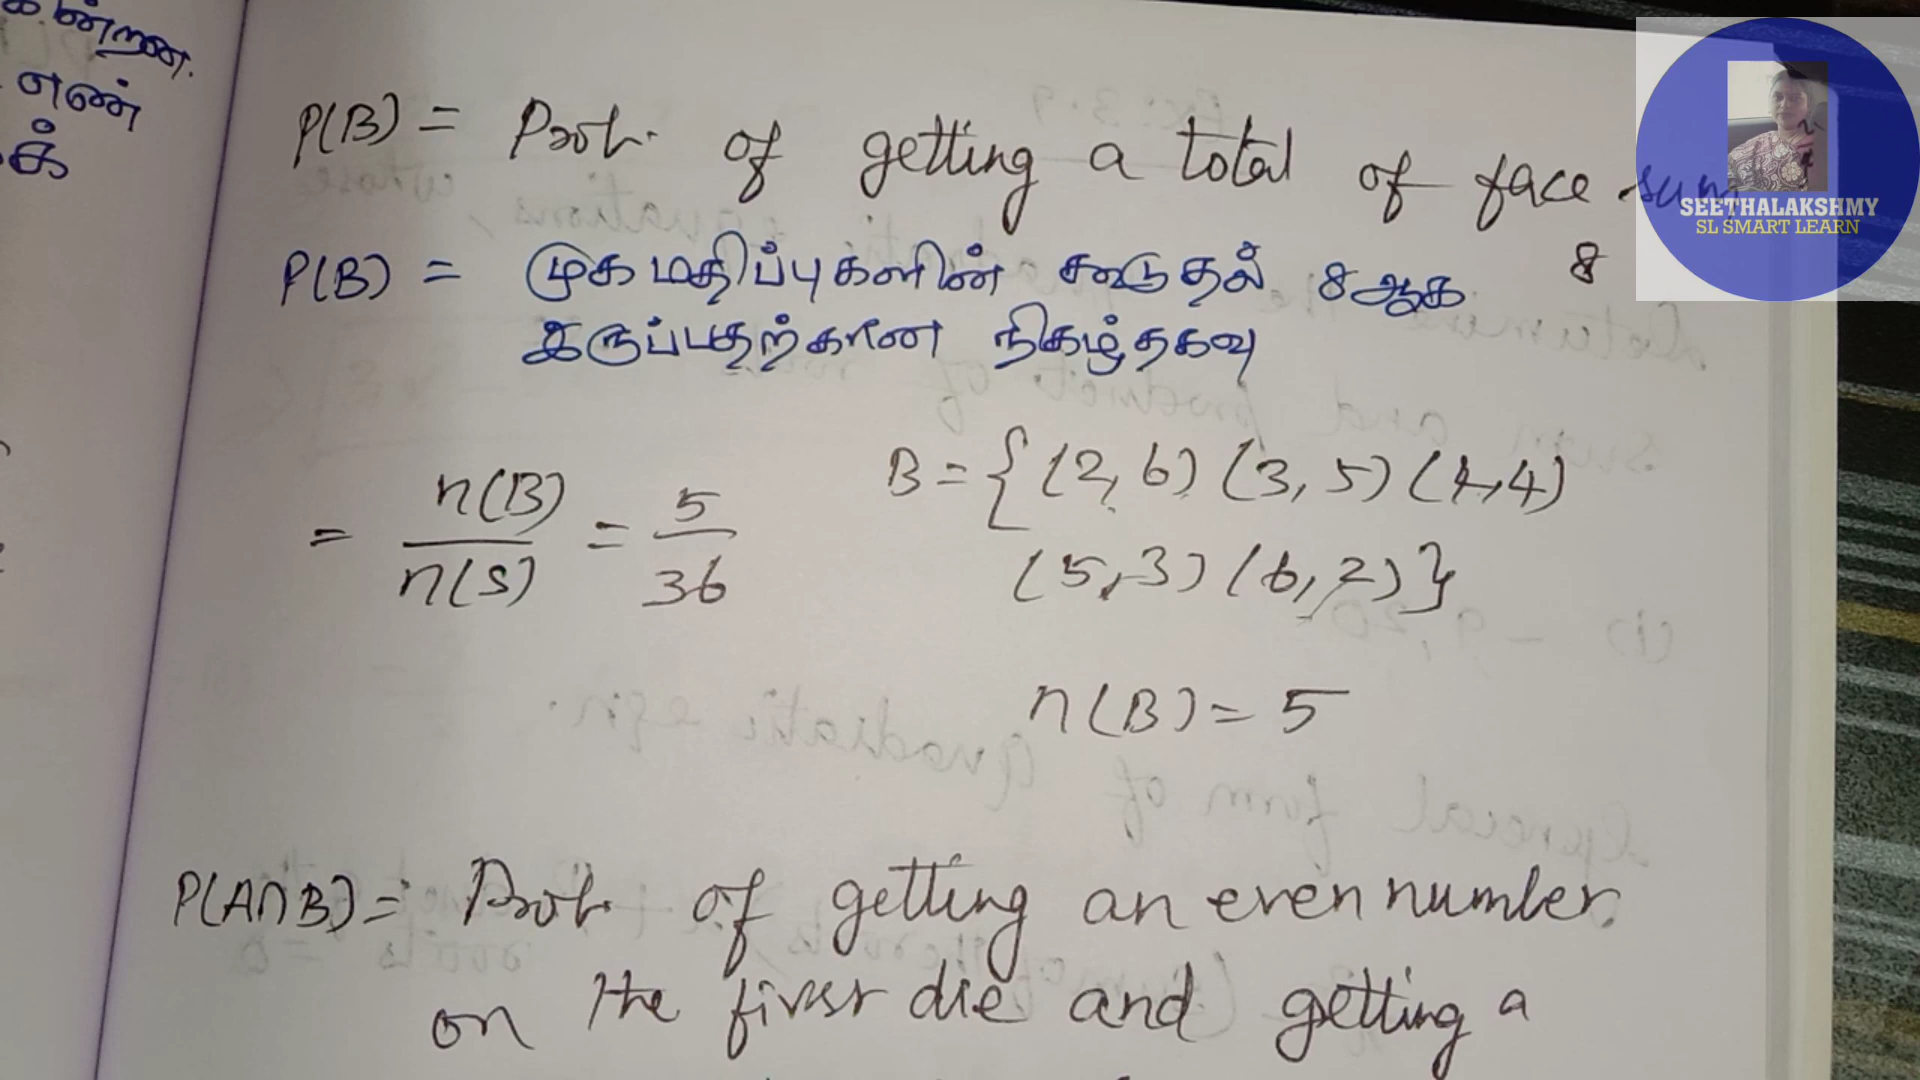 ன்றன.
எண்
க்
P(B) = Prob. of getting a total of face sum
8
P(B) = முக மதிப்புகளின் கூடுதல் 8 ஆக
இருப்பதற்கான நிகழ்தகவு
= n(B)/n(S) = 5/36
B = { (2, 6) (3, 5) (4, 4)
(5, 3) (6, 2) }
n(B) = 5
P(A∩B) = Prob. of getting an even number
on the first die and getting a
SEETHALAKSHMY
SL SMART LEARN